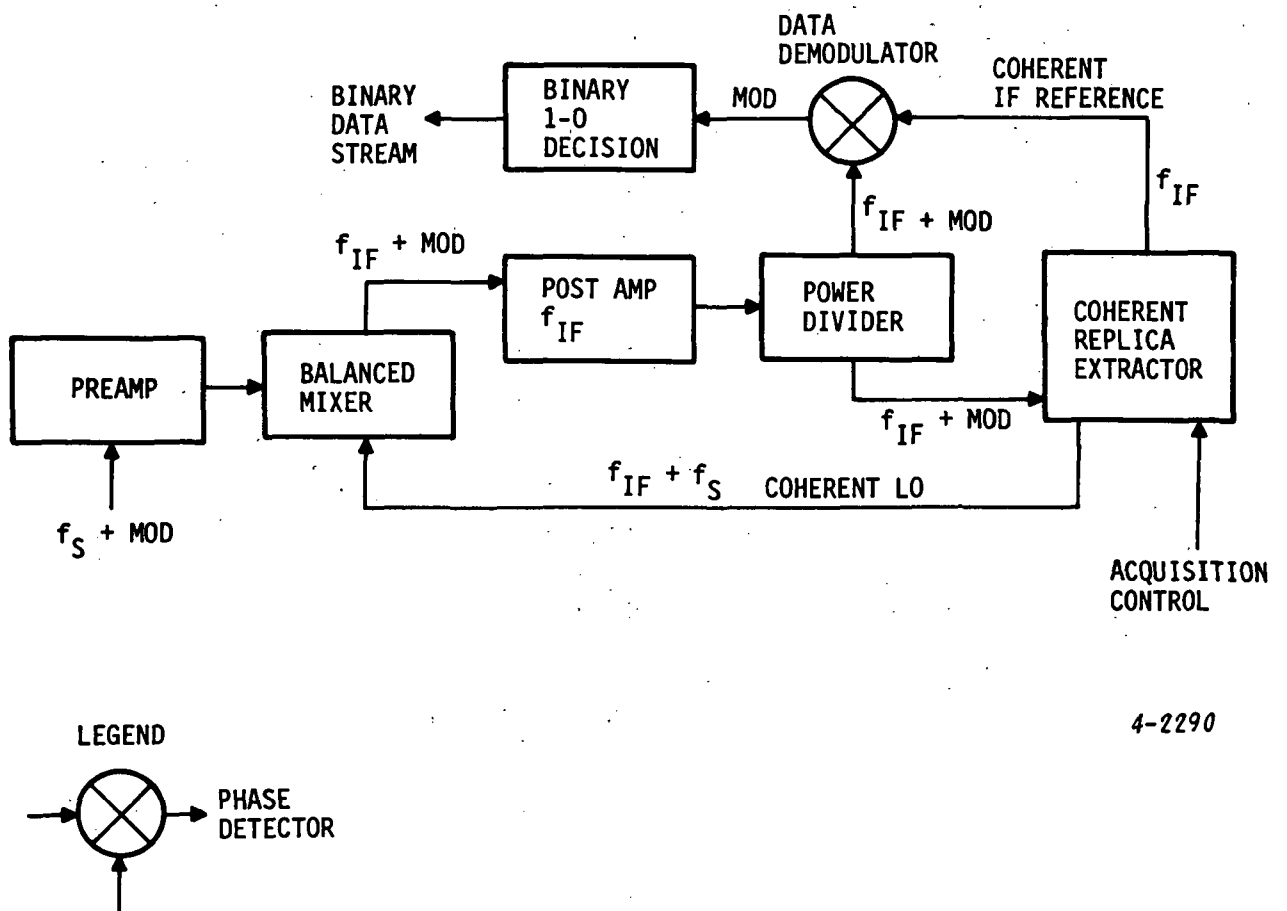 DATA
DEMODULATOR
COHERENT
IF REFERENCE
BINARY
DATA
STREAM
BINARY
1-0
DECISION
MOD
f_IF
f_IF + MOD
f_IF + MOD
POST AMP
f_IF
POWER
DIVIDER
COHERENT
REPLICA
EXTRACTOR
PREAMP
BALANCED
MIXER
f_IF + MOD
f_IF + f_S COHERENT LO
f_S + MOD
ACQUISITION
CONTROL
4-2290
LEGEND
PHASE
DETECTOR